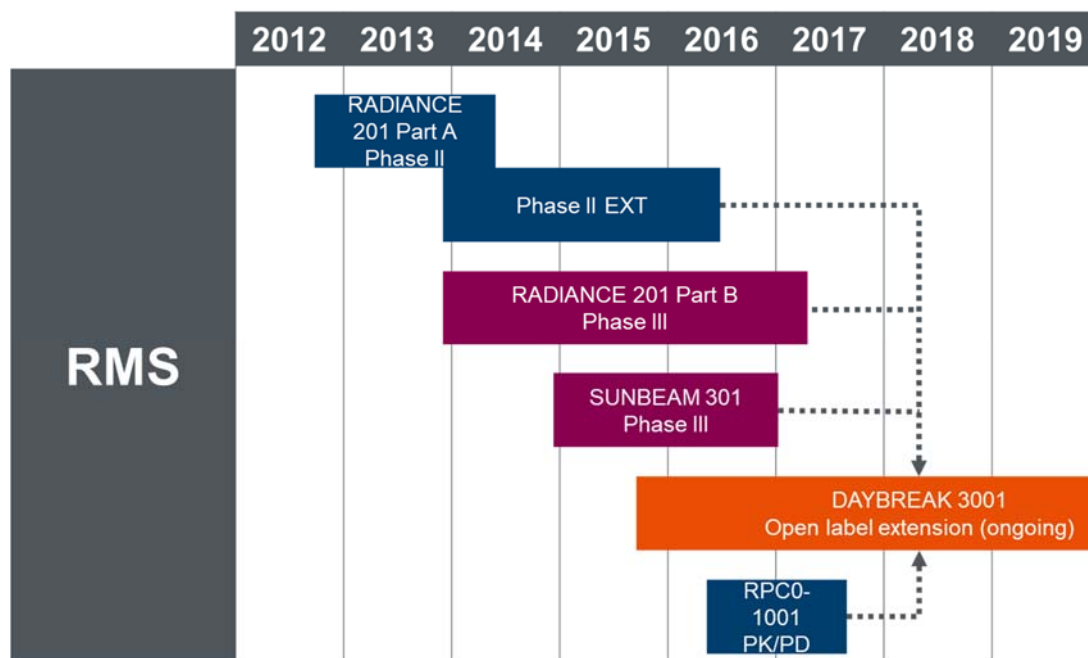 2012 2013 2014 2015 2016 2017 2018 2019
RMS
RADIANCE
201 Part A
Phase II
Phase II EXT
RADIANCE 201 Part B
Phase III
SUNBEAM 301
Phase III
DAYBREAK 3001
Open label extension (ongoing)
RPC0-
1001
PK/PD